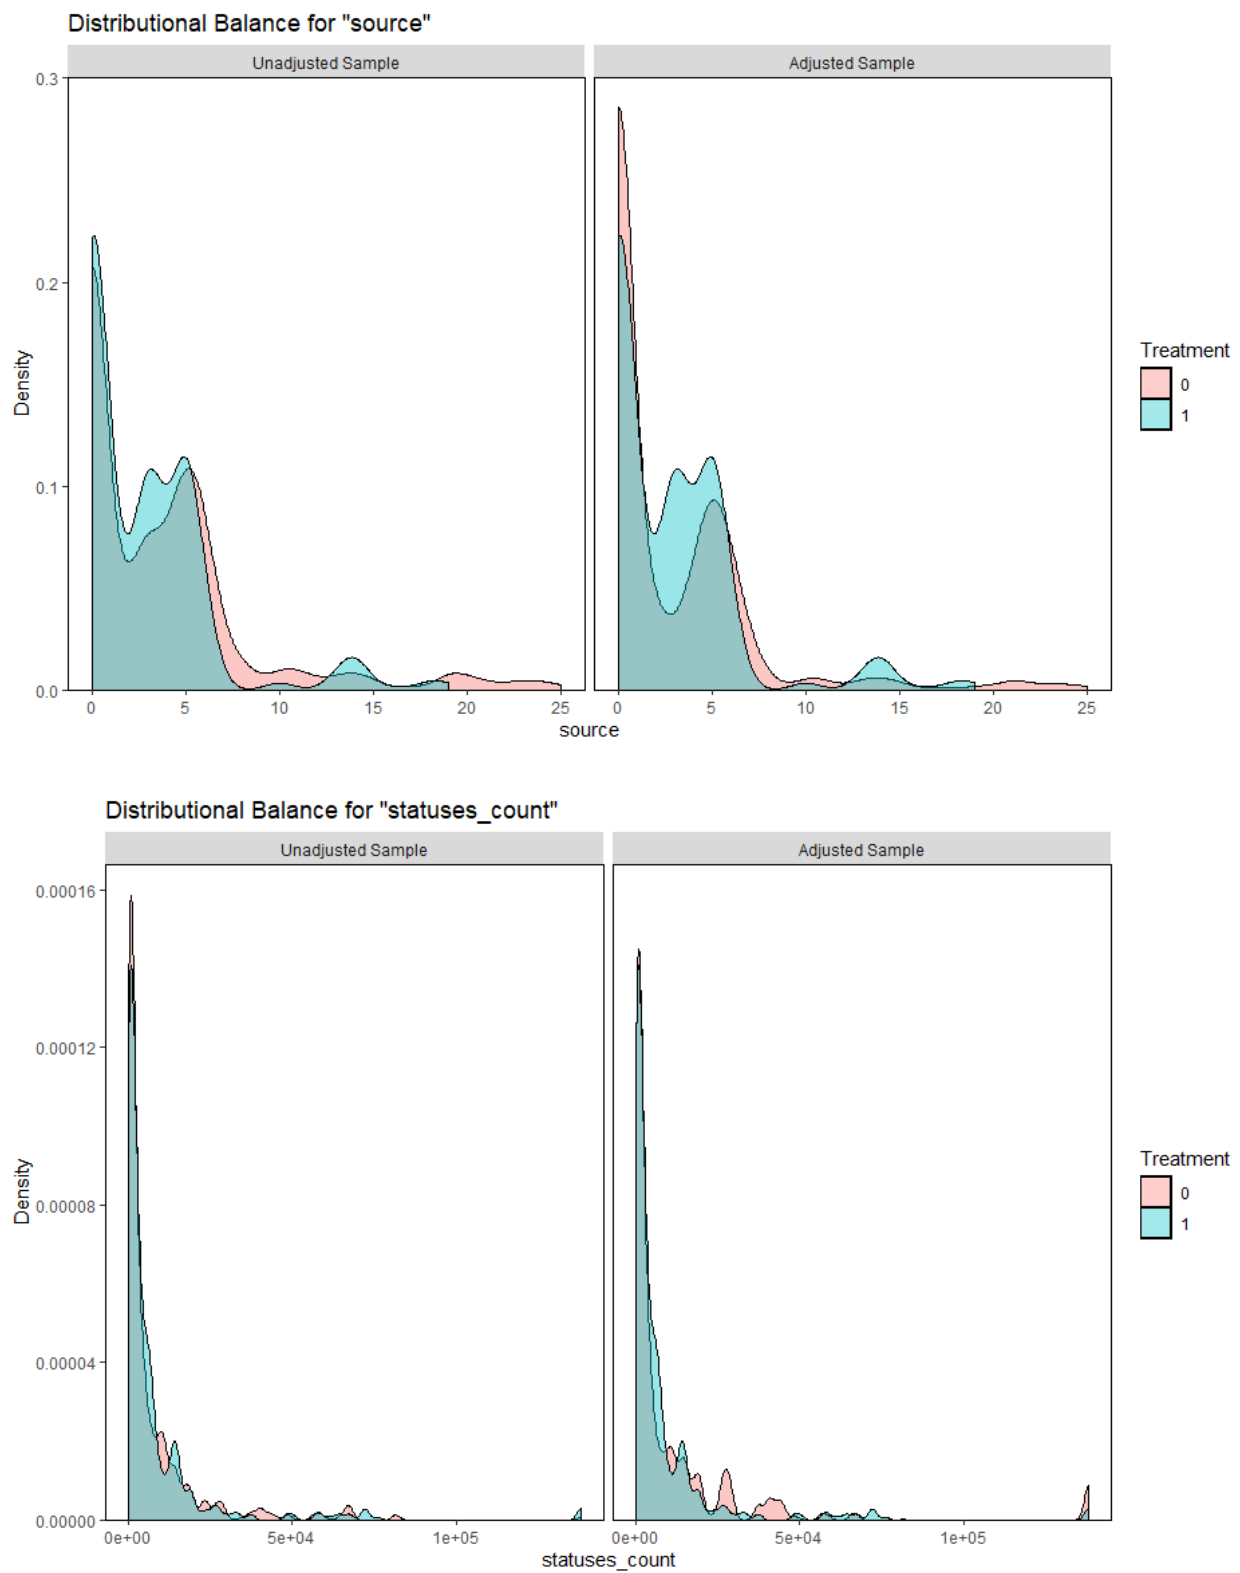 Distributional Balance for "source"
Unadjusted Sample
Adjusted Sample
0.3
0.2
0.1
0.0
Density
0 5 10 15 20 25
0 5 10 15 20 25
source
Treatment
0
1
Distributional Balance for "statuses_count"
Unadjusted Sample
Adjusted Sample
0.00016
0.00012
0.00008
0.00004
0.00000
Density
0e+00 5e+04 1e+05
0e+00 5e+04 1e+05
statuses_count
Treatment
0
1